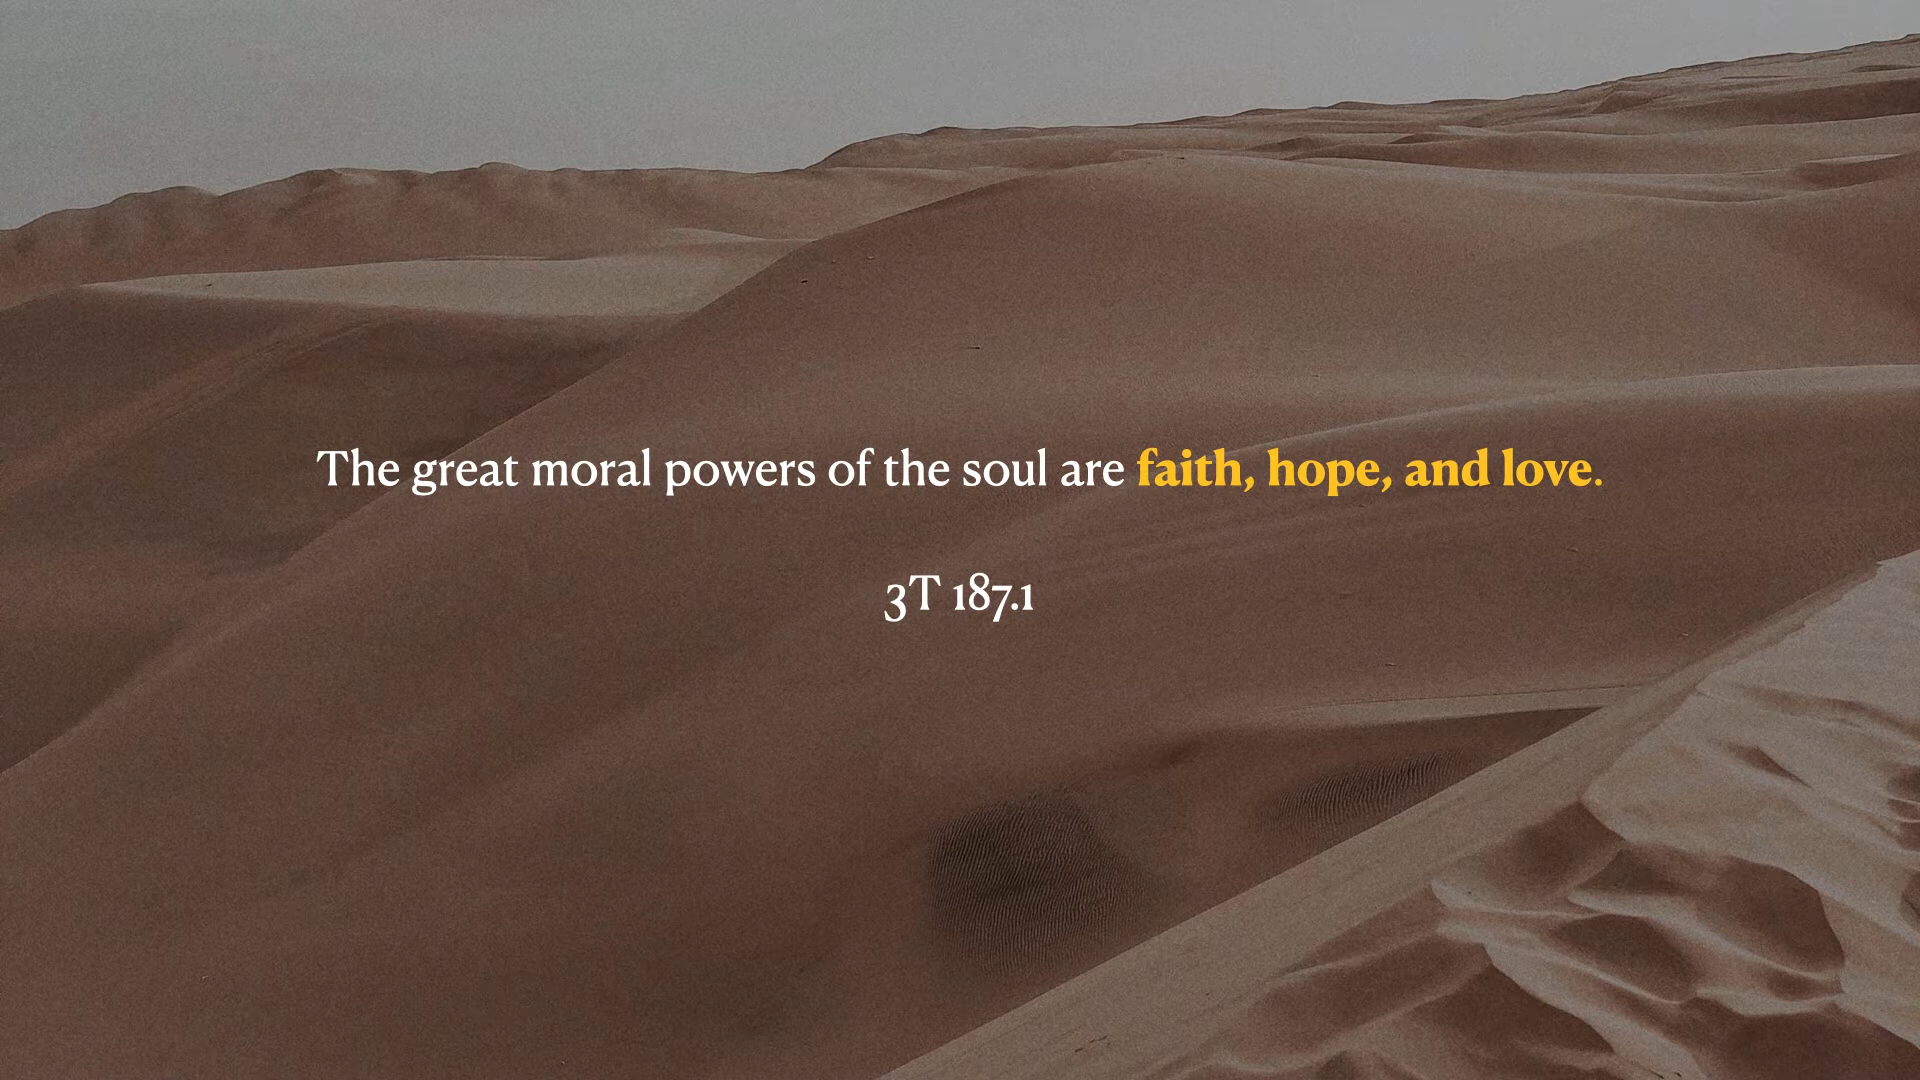 The great moral powers of the soul are faith, hope, and love.
3T 187.1